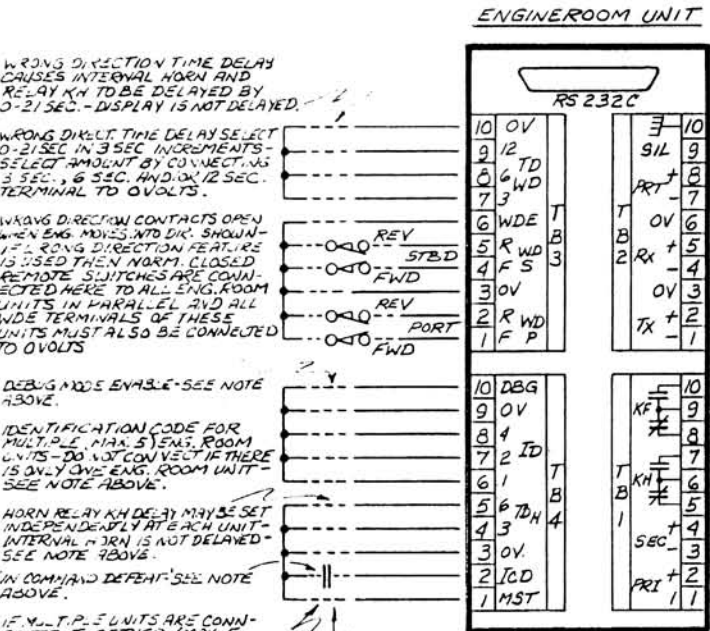 ENGINEROOM UNIT
WRONG DIRECTION TIME DELAY
CAUSES INTERNAL HORN AND
RELAY KH TO BE DELAYED BY
0-21 SEC. - DISPLAY IS NOT DELAYED.
WRONG DIRECT. TIME DELAY SELECT
0-21 SEC IN 3 SEC INCREMENTS-
SELECT AMOUNT BY CONNECTING
3 SEC., 6 SEC. AND/OR 12 SEC.
TERMINAL TO 0VOLTS.
WRONG DIRECTION CONTACTS OPEN
WHEN ENG. MOVES INTO DIR. SHOWN-
IF WRONG DIRECTION FEATURE
IS USED THEN NORM. CLOSED
REMOTE SWITCHES ARE CONN-
ECTED HERE TO ALL ENG. ROOM
UNITS IN PARALLEL AND ALL
WDE TERMINALS OF THESE
UNITS MUST ALSO BE CONNECTED
TO 0VOLTS
REV
STBD
FWD
REV
PORT
FWD
DEBUG MODE ENABLE-SEE NOTE
ABOVE.
IDENTIFICATION CODE FOR
MULTIPLE (MAX. 5) ENG. ROOM
UNITS-DO NOT CONNECT IF THERE
IS ONLY ONE ENG. ROOM UNIT-
SEE NOTE ABOVE.
HORN RELAY KH DELAY MAY BE SET
INDEPENDENTLY AT EACH UNIT-
INTERNAL HORN IS NOT DELAYED-
SEE NOTE ABOVE.
IN COMMAND DEFEAT-SEE NOTE
ABOVE.
IF MULTIPLE UNITS ARE CONN-
RS 232C
10 0V
9 12
8 6 TD
7 3 WD
6 WDE
5 R WD
4 F S
3 0V
2 R WD
1 F P
TB3
TB2
10
SIL 9
PRT + 8
- 7
0V 6
Rx + 5
- 4
0V 3
TX + 2
- 1
10 DBG
9 0V
8 4
7 2 ID
6 1
5 6 TDH
4 3
3 0V.
2 ICD
1 MST
TB4
TB1
10
KF 9
8
7
KH 6
5
SEC + 4
- 3
PRI + 2
/ 1